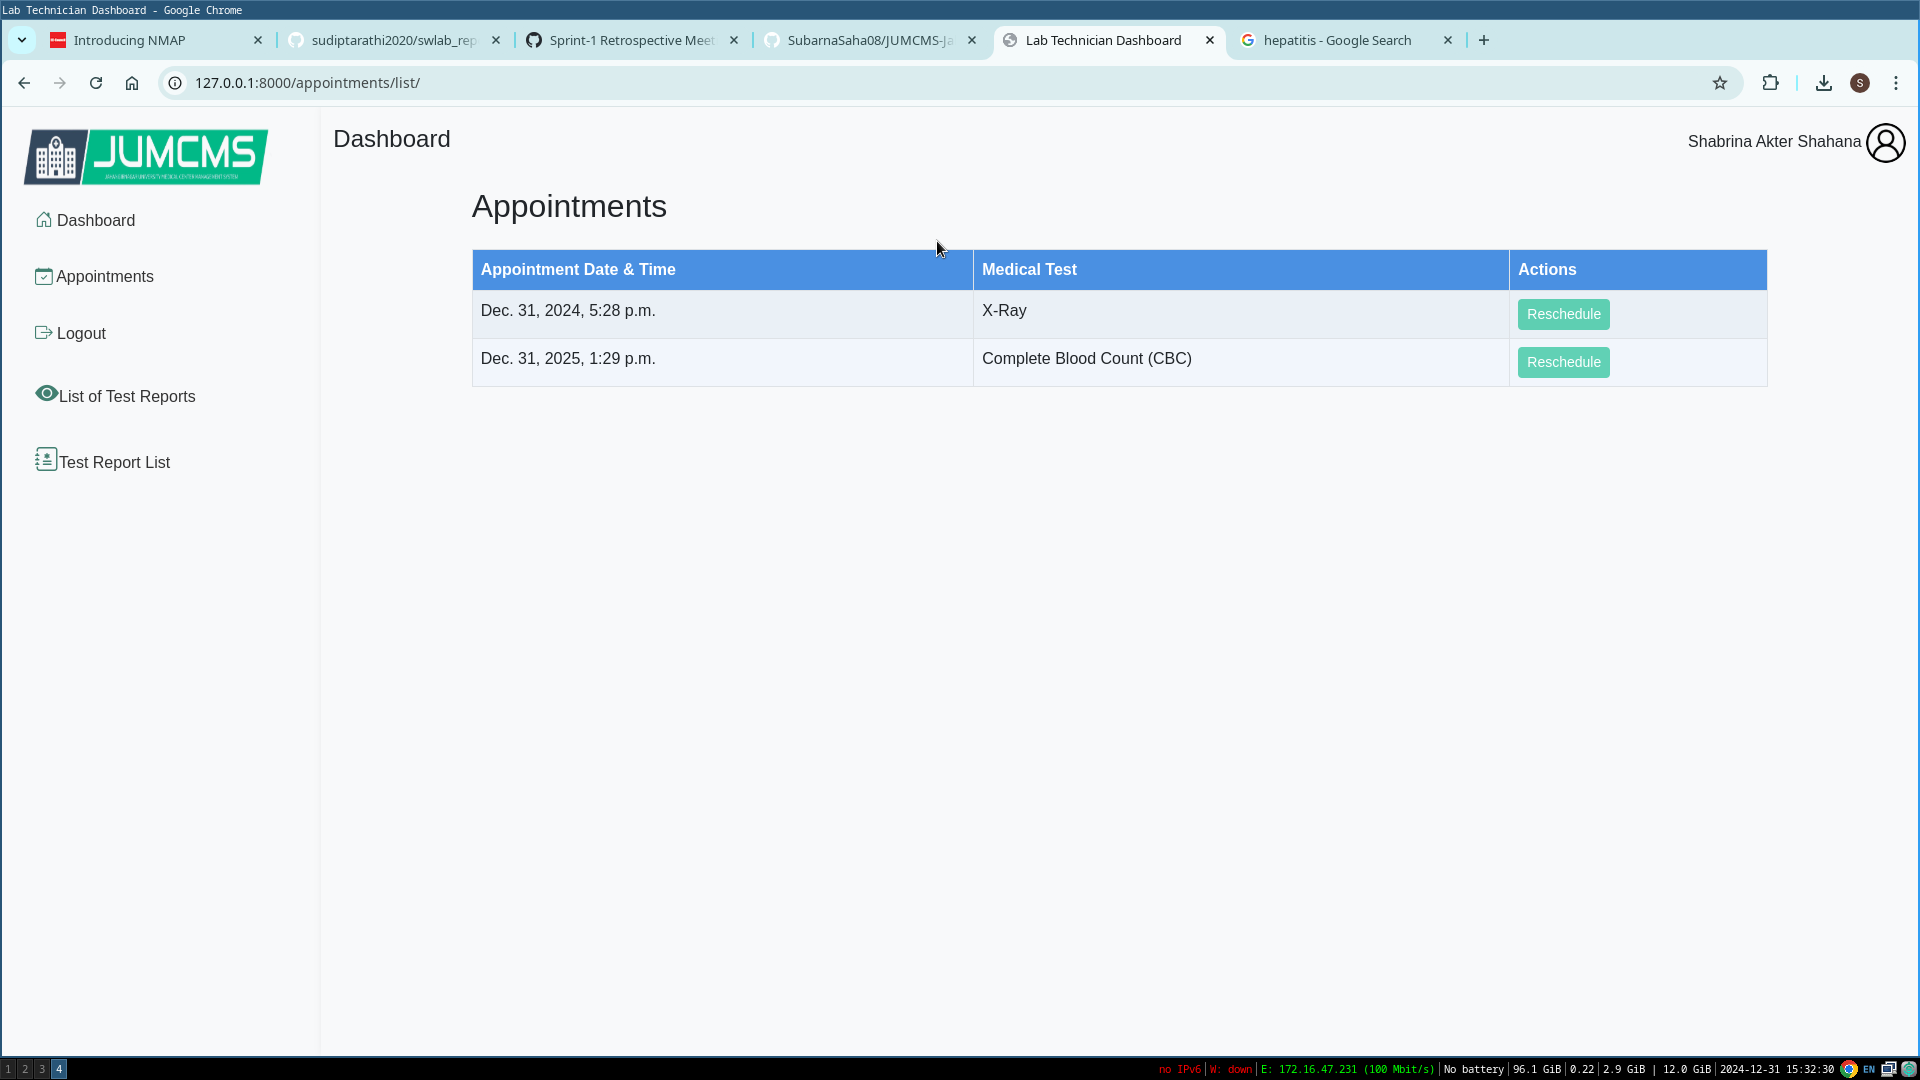 Lab Technician Dashboard - Google Chrome
Introducing NMAP
sudiptarathi2020/swlab_rep
Sprint-1 Retrospective Meet
SubarnaSaha08/JUMCMS-Ja
Lab Technician Dashboard
hepatitis - Google Search
127.0.0.1:8000/appointments/list/
S
JUMCMS
Dashboard
Shabrina Akter Shahana
Dashboard
Appointments
Logout
List of Test Reports
Test Report List
Appointments
Appointment Date & Time Medical Test Actions
Dec. 31, 2024, 5:28 p.m. X-Ray Reschedule
Dec. 31, 2025, 1:29 p.m. Complete Blood Count (CBC) Reschedule
1 2 3 4
no IPv6 | W: down | E: 172.16.47.231 (100 Mbit/s) | No battery | 96.1 GiB | 0.22 | 2.9 GiB | 12.0 GiB | 2024-12-31 15:32:30 EN